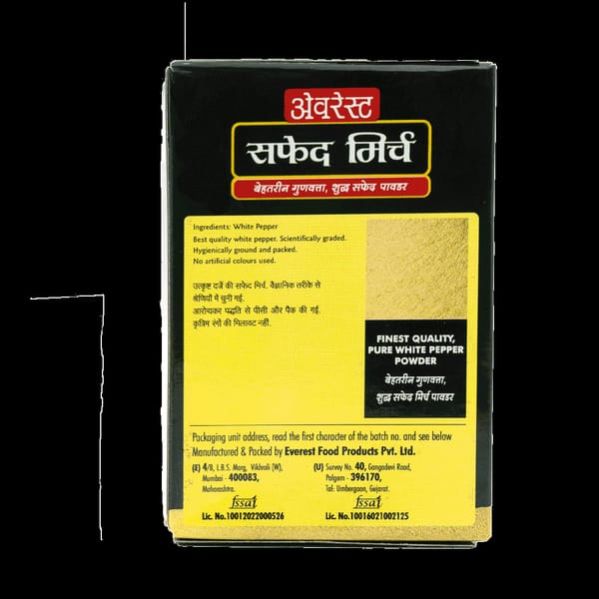 अेवरेस्ट
सफेद मिर्च
बेहतरीन गुणवत्ता, शुद्ध सफेद पावडर
Ingredients: White Pepper
Best quality white pepper. Scientifically graded.
Hygienically ground and packed.
No artificial colours used.
उत्कृष्ट दर्जे की सफेद मिर्च. वैज्ञानिक तरीके से
श्रेणियों में चुनी गई.
आरोग्यकर पद्धति से पीसी और पैक की गई.
कृत्रिम रंगों की मिलावट नहीं.
FINEST QUALITY,
PURE WHITE PEPPER
POWDER
बेहतरीन गुणवत्ता,
शुद्ध सफेद मिर्च पावडर
Packaging unit address, read the first character of the batch no. and see below
Manufactured & Packed by Everest Food Products Pvt. Ltd.
(E) 4/8, L.B.S. Marg, Vikhroli (W),
Mumbai - 400083,
Maharashtra.
fssai
Lic. No.10012022000526
(U) Survey No. 40, Gangadevi Road,
Palgam - 396170,
Tal: Umbergaon, Gujarat.
fssai
Lic. No.10016021002125